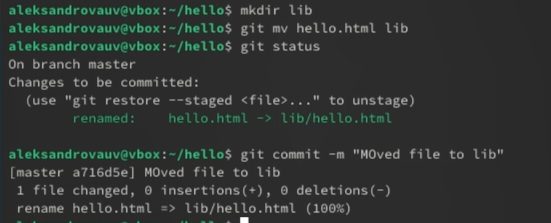 aleksandrovauv@vbox:~/hello$ mkdir lib
aleksandrovauv@vbox:~/hello$ git mv hello.html lib
aleksandrovauv@vbox:~/hello$ git status
On branch master
Changes to be committed:
  (use "git restore --staged <file>..." to unstage)
        renamed:    hello.html -> lib/hello.html

aleksandrovauv@vbox:~/hello$ git commit -m "MOved file to lib"
[master a716d5e] MOved file to lib
 1 file changed, 0 insertions(+), 0 deletions(-)
 rename hello.html => lib/hello.html (100%)
aleksandrovauv@vbox:~/hello$